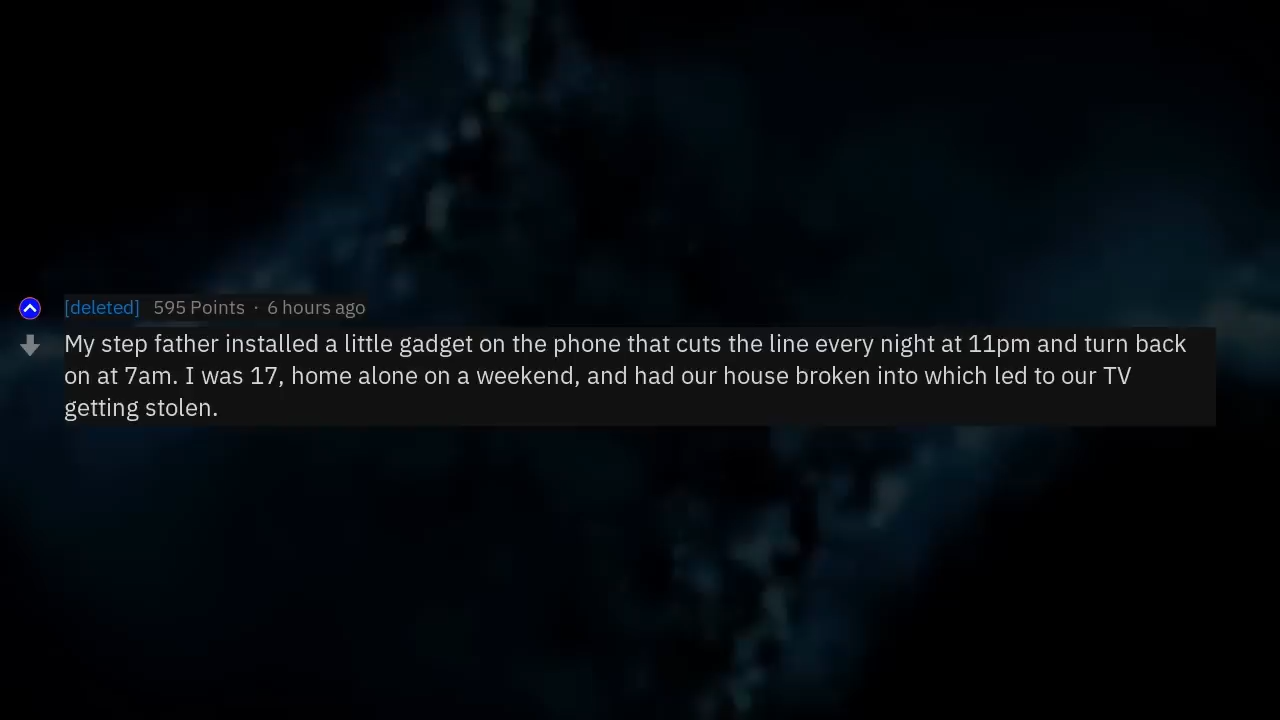 [deleted] 595 Points · 6 hours ago
My step father installed a little gadget on the phone that cuts the line every night at 11pm and turn back
on at 7am. I was 17, home alone on a weekend, and had our house broken into which led to our TV
getting stolen.